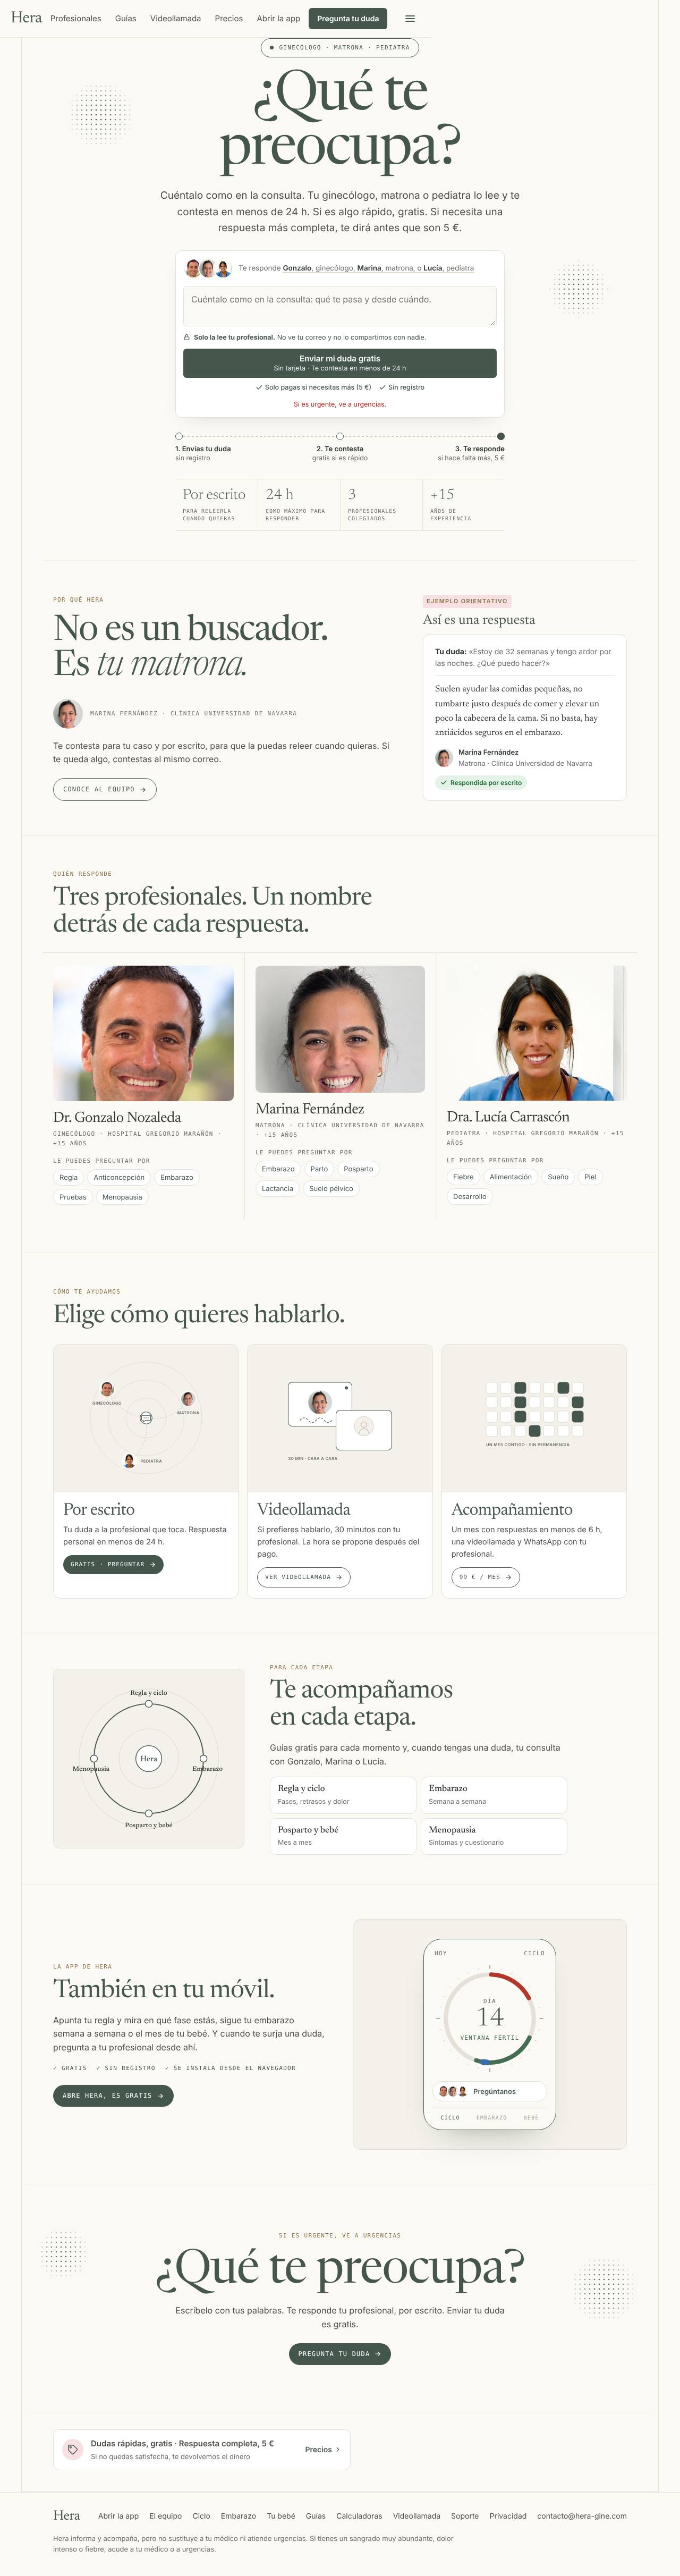 Hera Profesionales Guías Videollamada Precios Abrir la app Pregunta tu duda
GINECÓLOGO · MATRONA · PEDIATRA
¿Qué te
preocupa?
Cuéntalo como en la consulta. Tu ginecólogo, matrona o pediatra lo lee y te
contesta en menos de 24 h. Si es algo rápido, gratis. Si necesita una
respuesta más completa, te dirá antes que son 5 €.
Te responde Gonzalo, ginecólogo, Marina, matrona, o Lucía, pediatra
Cuéntalo como en la consulta: qué te pasa y desde cuándo.
Solo la lee tu profesional. No ve tu correo y no lo compartimos con nadie.
Enviar mi duda gratis
Sin tarjeta · Te contesta en menos de 24 h
✓ Solo pagas si necesitas más (5 €) ✓ Sin registro
Si es urgente, ve a urgencias.
1. Envías tu duda
sin registro
2. Te contesta
gratis si es rápido
3. Te responde
si hace falta más, 5 €
Por escrito
PARA RELEERLA
CUANDO QUIERAS
24 h
COMO MÁXIMO PARA
RESPONDER
3
PROFESIONALES
COLEGIADOS
+15
AÑOS DE
EXPERIENCIA
POR QUÉ HERA
No es un buscador.
Es tu matrona.
MARINA FERNÁNDEZ · CLÍNICA UNIVERSIDAD DE NAVARRA
Te contesta para tu caso y por escrito, para que la puedas releer cuando quieras. Si
te queda algo, contestas al mismo correo.
CONOCE AL EQUIPO →
EJEMPLO ORIENTATIVO
Así es una respuesta
Tu duda: «Estoy de 32 semanas y tengo ardor por
las noches. ¿Qué puedo hacer?»
Suelen ayudar las comidas pequeñas, no
tumbarte justo después de comer y elevar un
poco la cabecera de la cama. Si no basta, hay
antiácidos seguros en el embarazo.
Marina Fernández
Matrona · Clínica Universidad de Navarra
✓ Respondida por escrito
QUIÉN RESPONDE
Tres profesionales. Un nombre
detrás de cada respuesta.
Dr. Gonzalo Nozaleda
GINECÓLOGO · HOSPITAL GREGORIO MARAÑÓN ·
+15 AÑOS
LE PUEDES PREGUNTAR POR
Regla Anticoncepción Embarazo
Pruebas Menopausia
Marina Fernández
MATRONA · CLÍNICA UNIVERSIDAD DE NAVARRA
· +15 AÑOS
LE PUEDES PREGUNTAR POR
Embarazo Parto Posparto
Lactancia Suelo pélvico
Dra. Lucía Carrascón
PEDIATRA · HOSPITAL GREGORIO MARAÑÓN · +15
AÑOS
LE PUEDES PREGUNTAR POR
Fiebre Alimentación Sueño Piel
Desarrollo
CÓMO TE AYUDAMOS
Elige cómo quieres hablarlo.
GINECÓLOGO
MATRONA
PEDIATRA
Por escrito
Tu duda a la profesional que toca. Respuesta
personal en menos de 24 h.
GRATIS · PREGUNTAR →
30 MIN · CARA A CARA
Videollamada
Si prefieres hablarlo, 30 minutos con tu
profesional. La hora se propone después del
pago.
VER VIDEOLLAMADA →
UN MES CONTIGO · SIN PERMANENCIA
Acompañamiento
Un mes con respuestas en menos de 6 h,
una videollamada y WhatsApp con tu
profesional.
99 € / MES →
Regla y ciclo
Menopausia
Hera
Embarazo
Posparto y bebé
PARA CADA ETAPA
Te acompañamos
en cada etapa.
Guías gratis para cada momento y, cuando tengas una duda, tu consulta
con Gonzalo, Marina o Lucía.
Regla y ciclo
Fases, retrasos y dolor
Embarazo
Semana a semana
Posparto y bebé
Mes a mes
Menopausia
Síntomas y cuestionario
LA APP DE HERA
También en tu móvil.
Apunta tu regla y mira en qué fase estás, sigue tu embarazo
semana a semana o el mes de tu bebé. Y cuando te surja una duda,
pregunta a tu profesional desde ahí.
✓ GRATIS ✓ SIN REGISTRO ✓ SE INSTALA DESDE EL NAVEGADOR
ABRE HERA, ES GRATIS →
HOY CICLO
DÍA
14
VENTANA FÉRTIL
Pregúntanos
CICLO EMBARAZO BEBÉ
SI ES URGENTE, VE A URGENCIAS
¿Qué te preocupa?
Escríbelo con tus palabras. Te responde tu profesional, por escrito. Enviar tu duda
es gratis.
PREGUNTA TU DUDA →
Dudas rápidas, gratis · Respuesta completa, 5 €
Si no quedas satisfecha, te devolvemos el dinero
Precios ›
Hera Abrir la app El equipo Ciclo Embarazo Tu bebé Guías Calculadoras Videollamada Soporte Privacidad contacto@hera-gine.com
Hera informa y acompaña, pero no sustituye a tu médico ni atiende urgencias. Si tienes un sangrado muy abundante, dolor
intenso o fiebre, acude a tu médico o a urgencias.